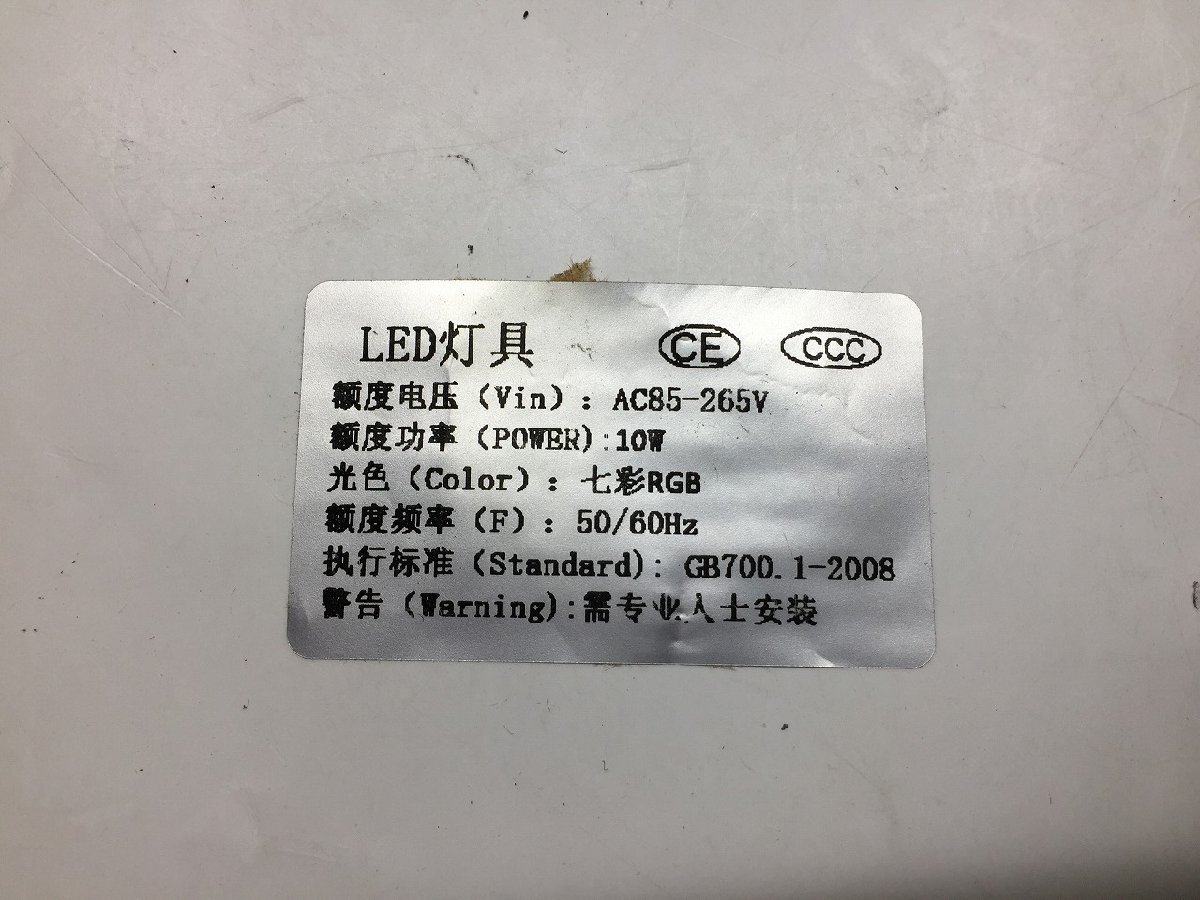 LED灯具 CE CCC
额度电压（Vin）：AC85-265V
额度功率（POWER):10W
光色（Color）：七彩RGB
额度频率（F）：50/60Hz
执行标准（Standard): GB700.1-2008
警告（Warning):需专业人士安装